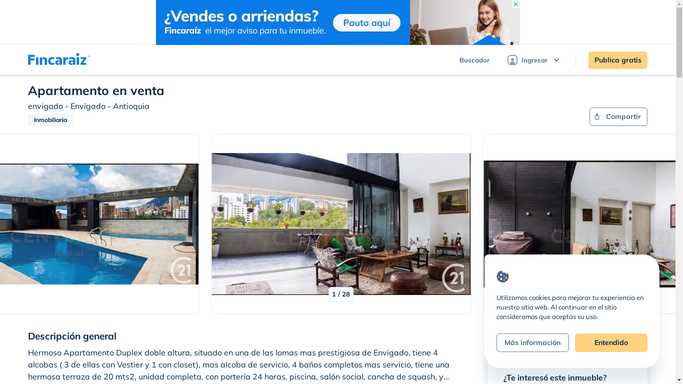 ¿Vendes o arriendas?
Fincaraíz el mejor aviso para tu inmueble.
Pauta aquí
Fincaraíz
Buscador
Ingresar
Publica gratis
Apartamento en venta
envigado - Envigado - Antioquia
Inmobiliaria
Compartir
21
21
1 / 28
Utilizamos cookies para mejorar tu experiencia en
nuestro sitio web. Al continuar en el sitio
consideramos que aceptas su uso.
Más información
Entendido
Descripción general
Hermoso Apartamento Duplex doble altura, situado en una de las lomas mas prestigiosa de Envigado, tiene 4
alcobas ( 3 de ellas con Vestier y 1 con closet), mas alcoba de servicio, 4 baños completos mas servicio, tiene una
hermosa terraza de 20 mts2, unidad completa, con portería 24 horas, piscina, salón social, cancha de squash, y...
¿Te interesó este inmueble?